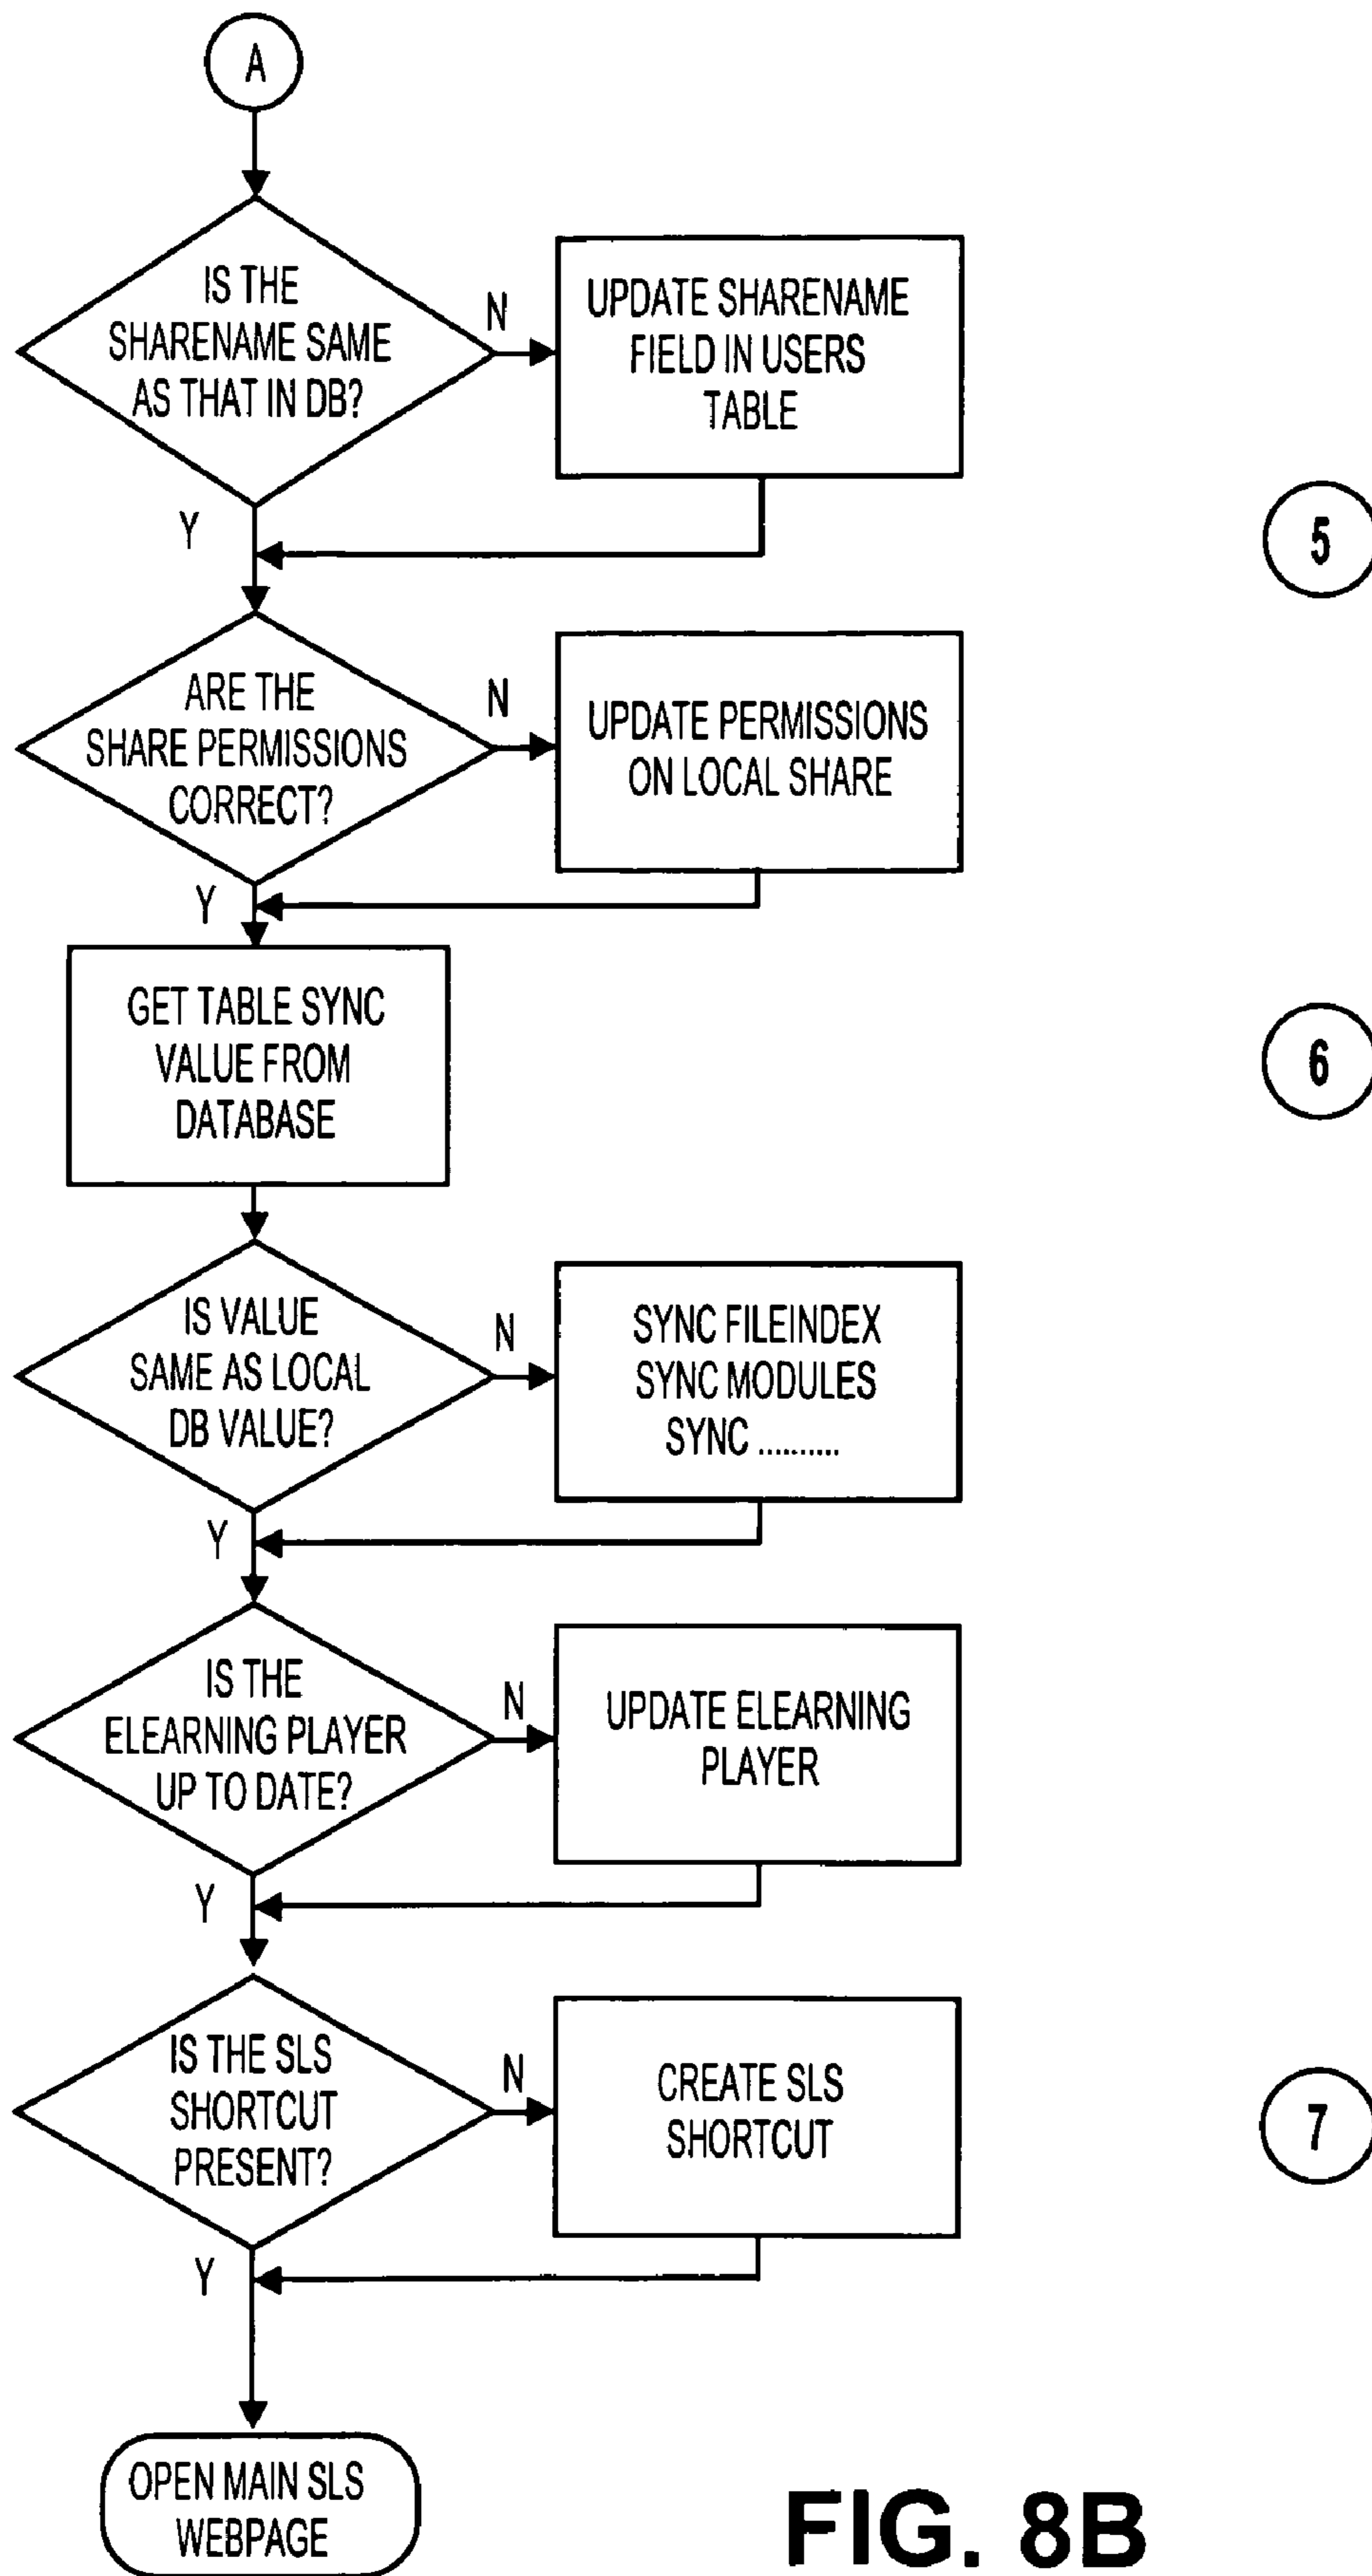 A
IS THE
SHARENAME SAME
AS THAT IN DB?
N
UPDATE SHARENAME
FIELD IN USERS
TABLE
Y
5
ARE THE
SHARE PERMISSIONS
CORRECT?
N
UPDATE PERMISSIONS
ON LOCAL SHARE
Y
GET TABLE SYNC
VALUE FROM
DATABASE
6
IS VALUE
SAME AS LOCAL
DB VALUE?
N
SYNC FILEINDEX
SYNC MODULES
SYNC ..........
Y
IS THE
ELEARNING PLAYER
UP TO DATE?
N
UPDATE ELEARNING
PLAYER
Y
IS THE SLS
SHORTCUT
PRESENT?
N
CREATE SLS
SHORTCUT
7
Y
OPEN MAIN SLS
WEBPAGE
FIG. 8B